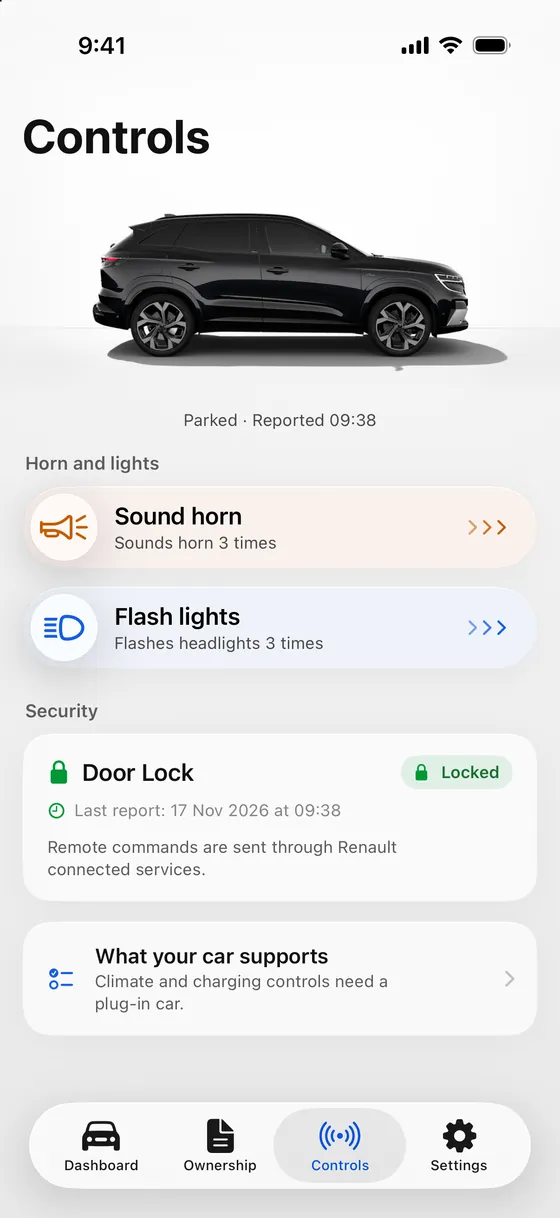 9:41
Controls
Parked · Reported 09:38
Horn and lights
Sound horn
Sounds horn 3 times
Flash lights
Flashes headlights 3 times
Security
Door Lock
Locked
Last report: 17 Nov 2026 at 09:38
Remote commands are sent through Renault
connected services.
What your car supports
Climate and charging controls need a
plug-in car.
Dashboard
Ownership
Controls
Settings